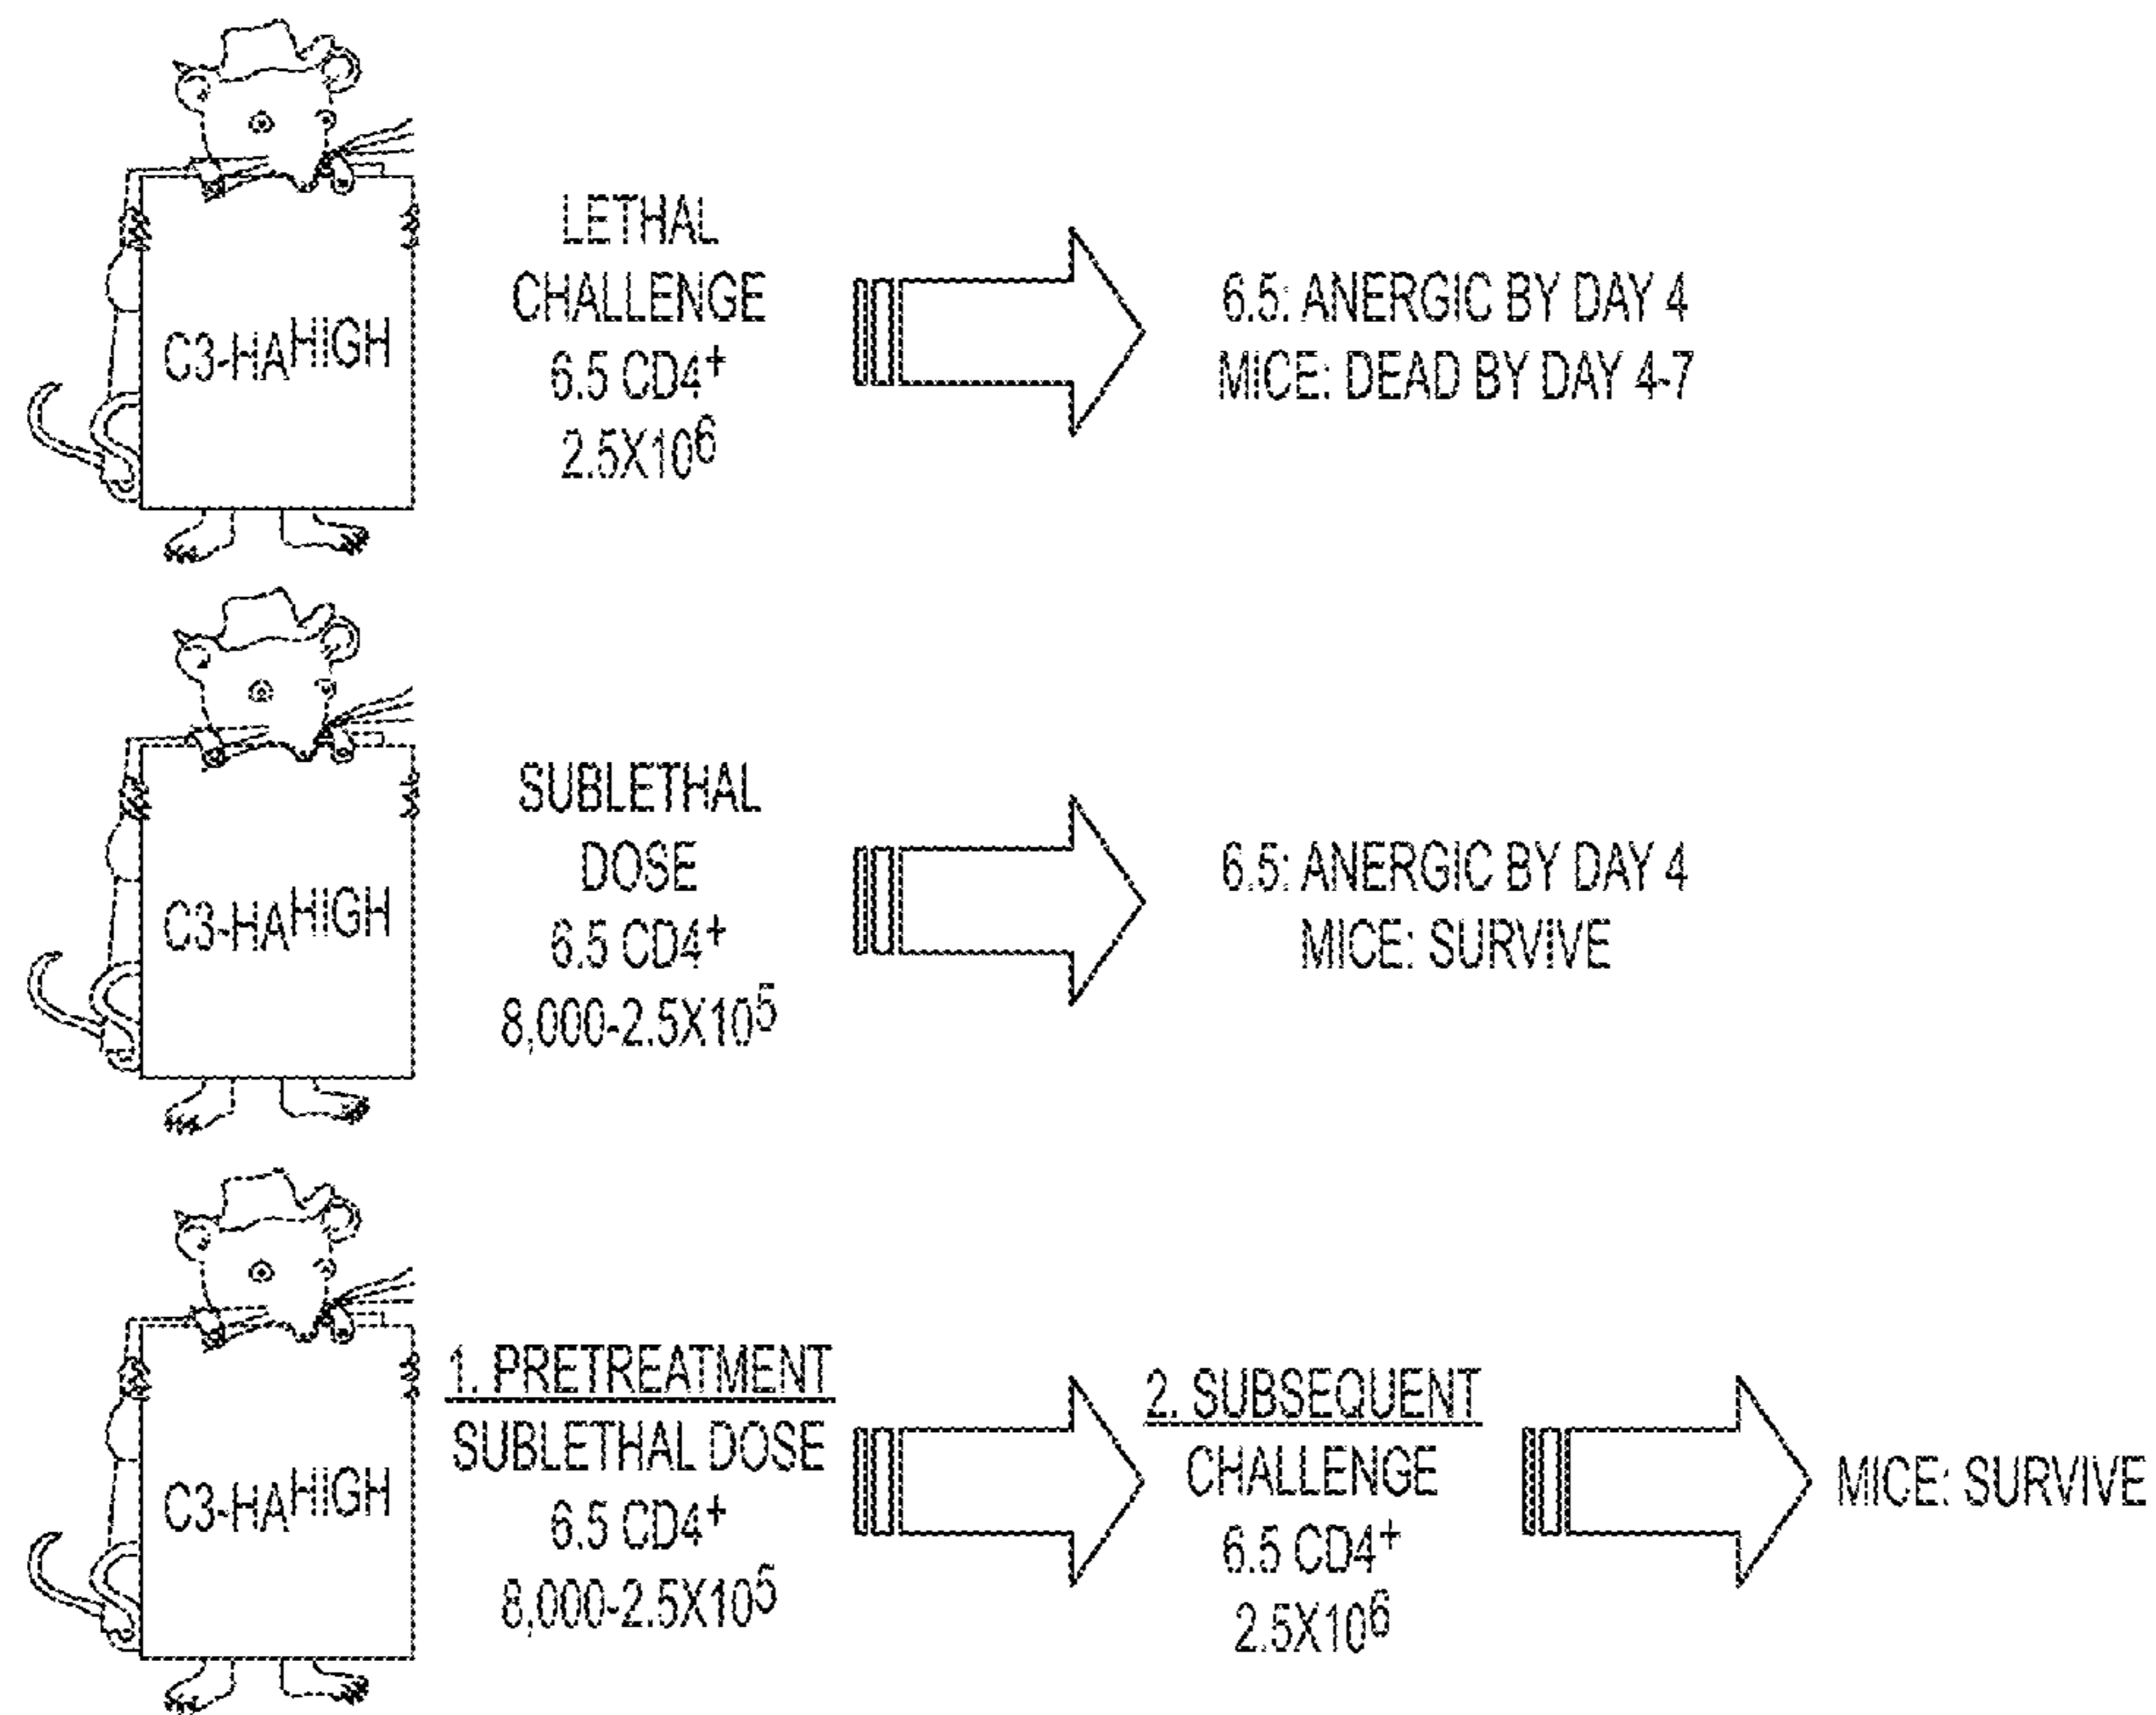 C3-HAHIGH
LETHAL
CHALLENGE
6.5 CD4⁺
2.5X10⁶
6.5: ANERGIC BY DAY 4
MICE: DEAD BY DAY 4-7
C3-HAHIGH
SUBLETHAL
DOSE
6.5 CD4⁺
8,000-2.5X10⁵
6.5: ANERGIC BY DAY 4
MICE: SURVIVE
C3-HAHIGH
1. PRETREATMENT
SUBLETHAL DOSE
6.5 CD4⁺
8,000-2.5X10⁵
2. SUBSEQUENT
CHALLENGE
6.5 CD4⁺
2.5X10⁶
MICE: SURVIVE